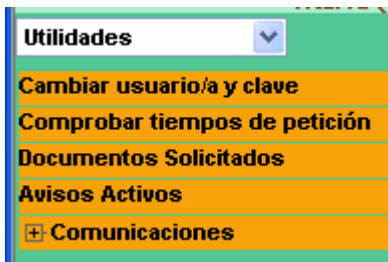 Utilidades
Cambiar usuario/a y clave
Comprobar tiempos de petición
Documentos Solicitados
Avisos Activos
Comunicaciones